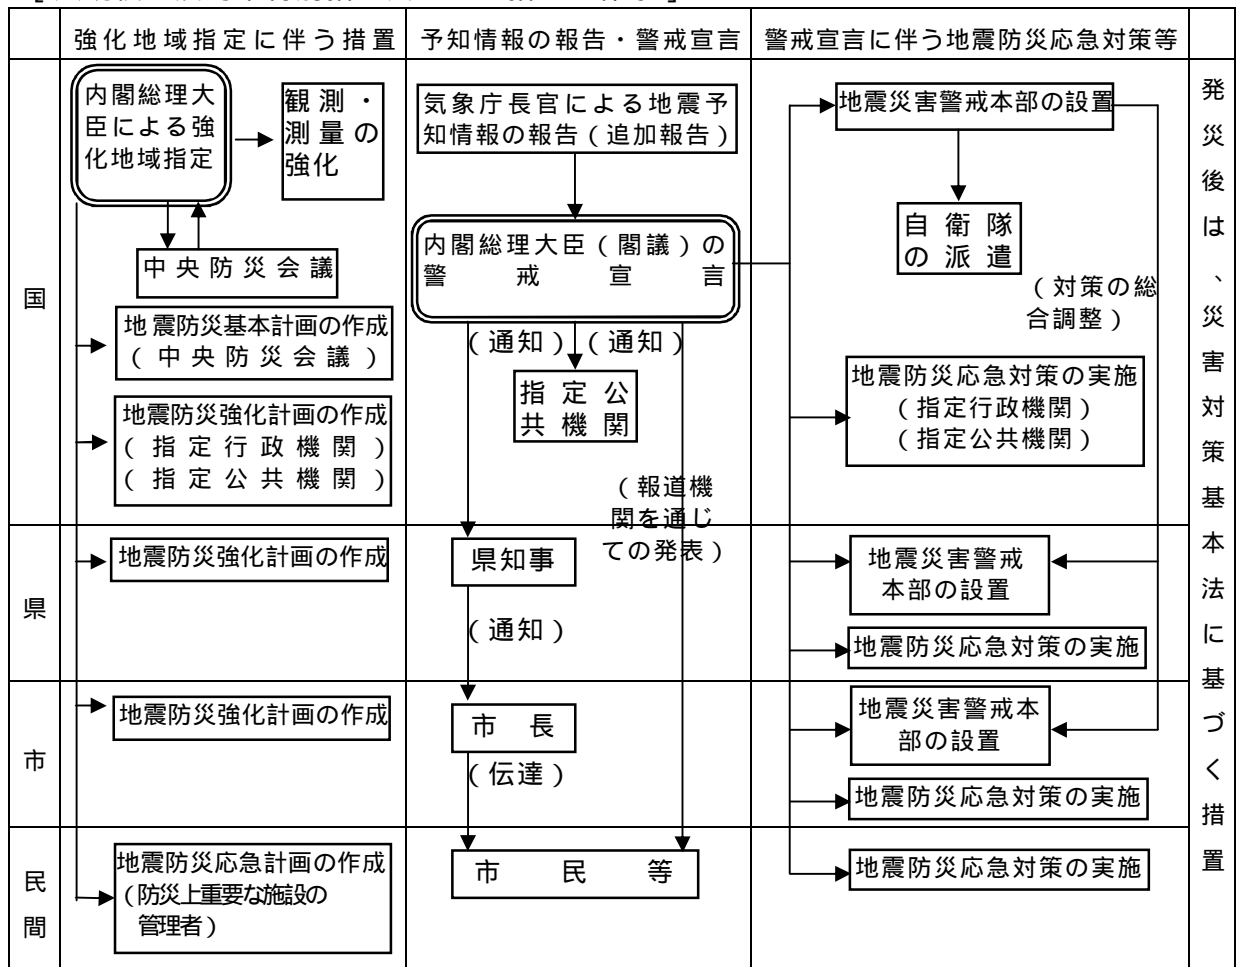 強化地域指定に伴う措置
予知情報の報告・警戒宣言
警戒宣言に伴う地震防災応急対策等
国
内閣総理大
臣による強
化地域指定
観測・
測量の
強化
中央防災会議
地震防災基本計画の作成
(中央防災会議)
地震防災強化計画の作成
(指定行政機関)
(指定公共機関)
気象庁長官による地震予
知情報の報告(追加報告)
内閣総理大臣(閣議)の
警戒宣言
(通知)
(通知)
指定公
共機関
(報道機
関を通じ
ての発表)
地震災害警戒本部の設置
自衛隊
の派遣
(対策の総
合調整)
地震防災応急対策の実施
(指定行政機関)
(指定公共機関)
県
地震防災強化計画の作成
県知事
(通知)
地震災害警戒
本部の設置
地震防災応急対策の実施
市
地震防災強化計画の作成
市長
(伝達)
地震災害警戒本
部の設置
地震防災応急対策の実施
民間
地震防災応急計画の作成
(防災上重要な施設の
管理者)
市民等
地震防災応急対策の実施
発災後は、災害対策基本法に基づく措置